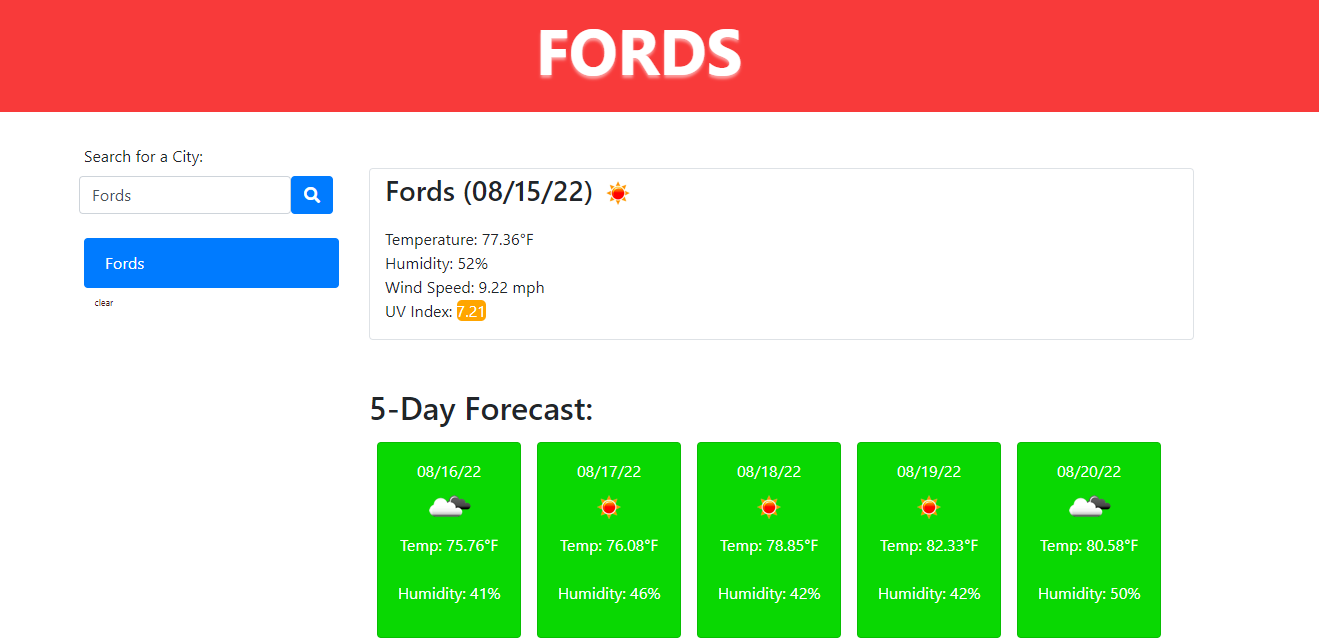 FORDS
Search for a City:
Fords
Fords
clear
Fords (08/15/22)
Temperature: 77.36°F
Humidity: 52%
Wind Speed: 9.22 mph
UV Index: 7.21
5-Day Forecast:
08/16/22
Temp: 75.76°F
Humidity: 41%
08/17/22
Temp: 76.08°F
Humidity: 46%
08/18/22
Temp: 78.85°F
Humidity: 42%
08/19/22
Temp: 82.33°F
Humidity: 42%
08/20/22
Temp: 80.58°F
Humidity: 50%